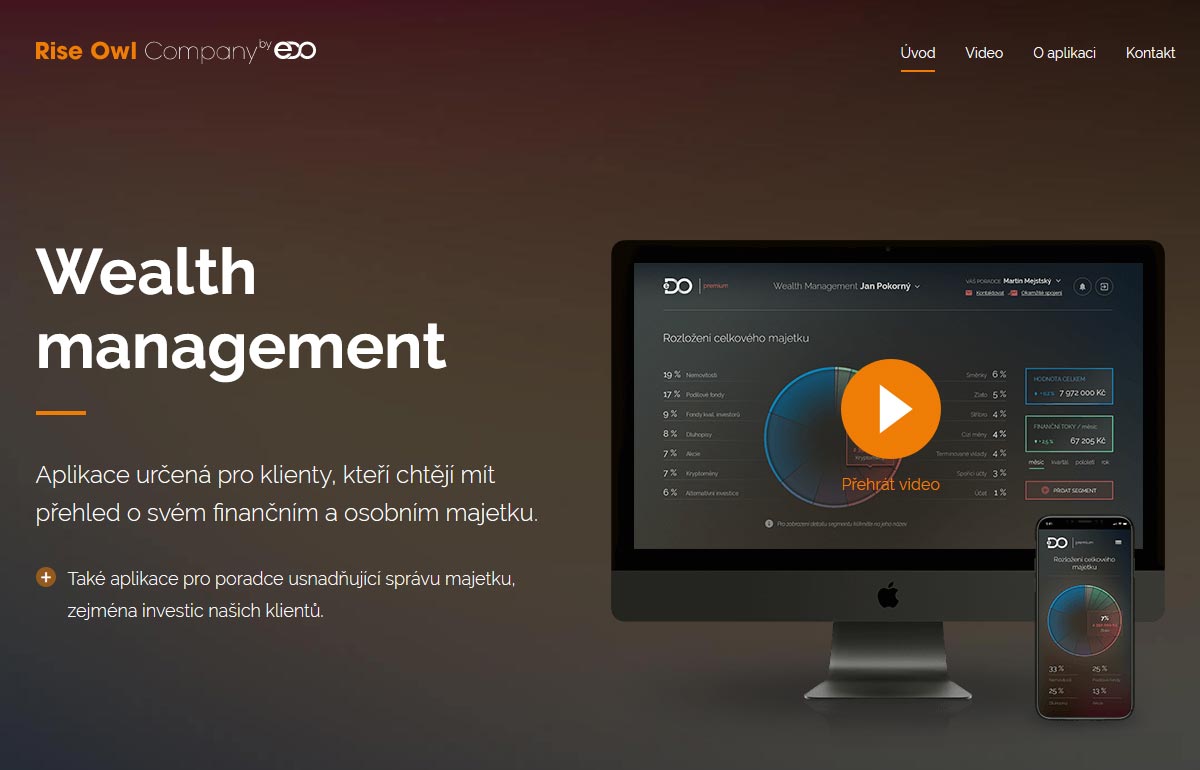 Rise Owl Company by eDO
Úvod Video O aplikaci Kontakt
Wealth
management
Aplikace určená pro klienty, kteří chtějí mít
přehled o svém finančním a osobním majetku.
Také aplikace pro poradce usnadňující správu majetku,
zejména investic našich klientů.
eDO premium
Wealth Management Jan Pokorný
VÁŠ PORADCE Martin Mejstský
Kontaktovat Okamžité spojení
Rozložení celkového majetku
19 % Nemovitosti
17 % Podílové fondy
9 % Fondy kval. investorů
8 % Dluhopisy
7 % Akcie
7 % Kryptoměny
6 % Alternativní investice
Směnky 6 %
Zlato 5 %
Stříbro 4 %
Cizí měny 4 %
Termínované vklady 4 %
Spořicí účty 3 %
Účet 1 %
Kryptoměny
HODNOTA CELKEM
7 972 000 Kč
FINANČNÍ TOKY / měsíc
67 205 Kč
měsíc kvartál pololetí rok
PŘIDAT SEGMENT
Přehrát video
Pro zobrazení detailu segmentu klikněte na jeho název
eDO premium
Rozložení celkového
majetku
7%
33 % 25 %
Nemovitosti Podílové fondy
25 % 13 %
Dluhopisy Akcie